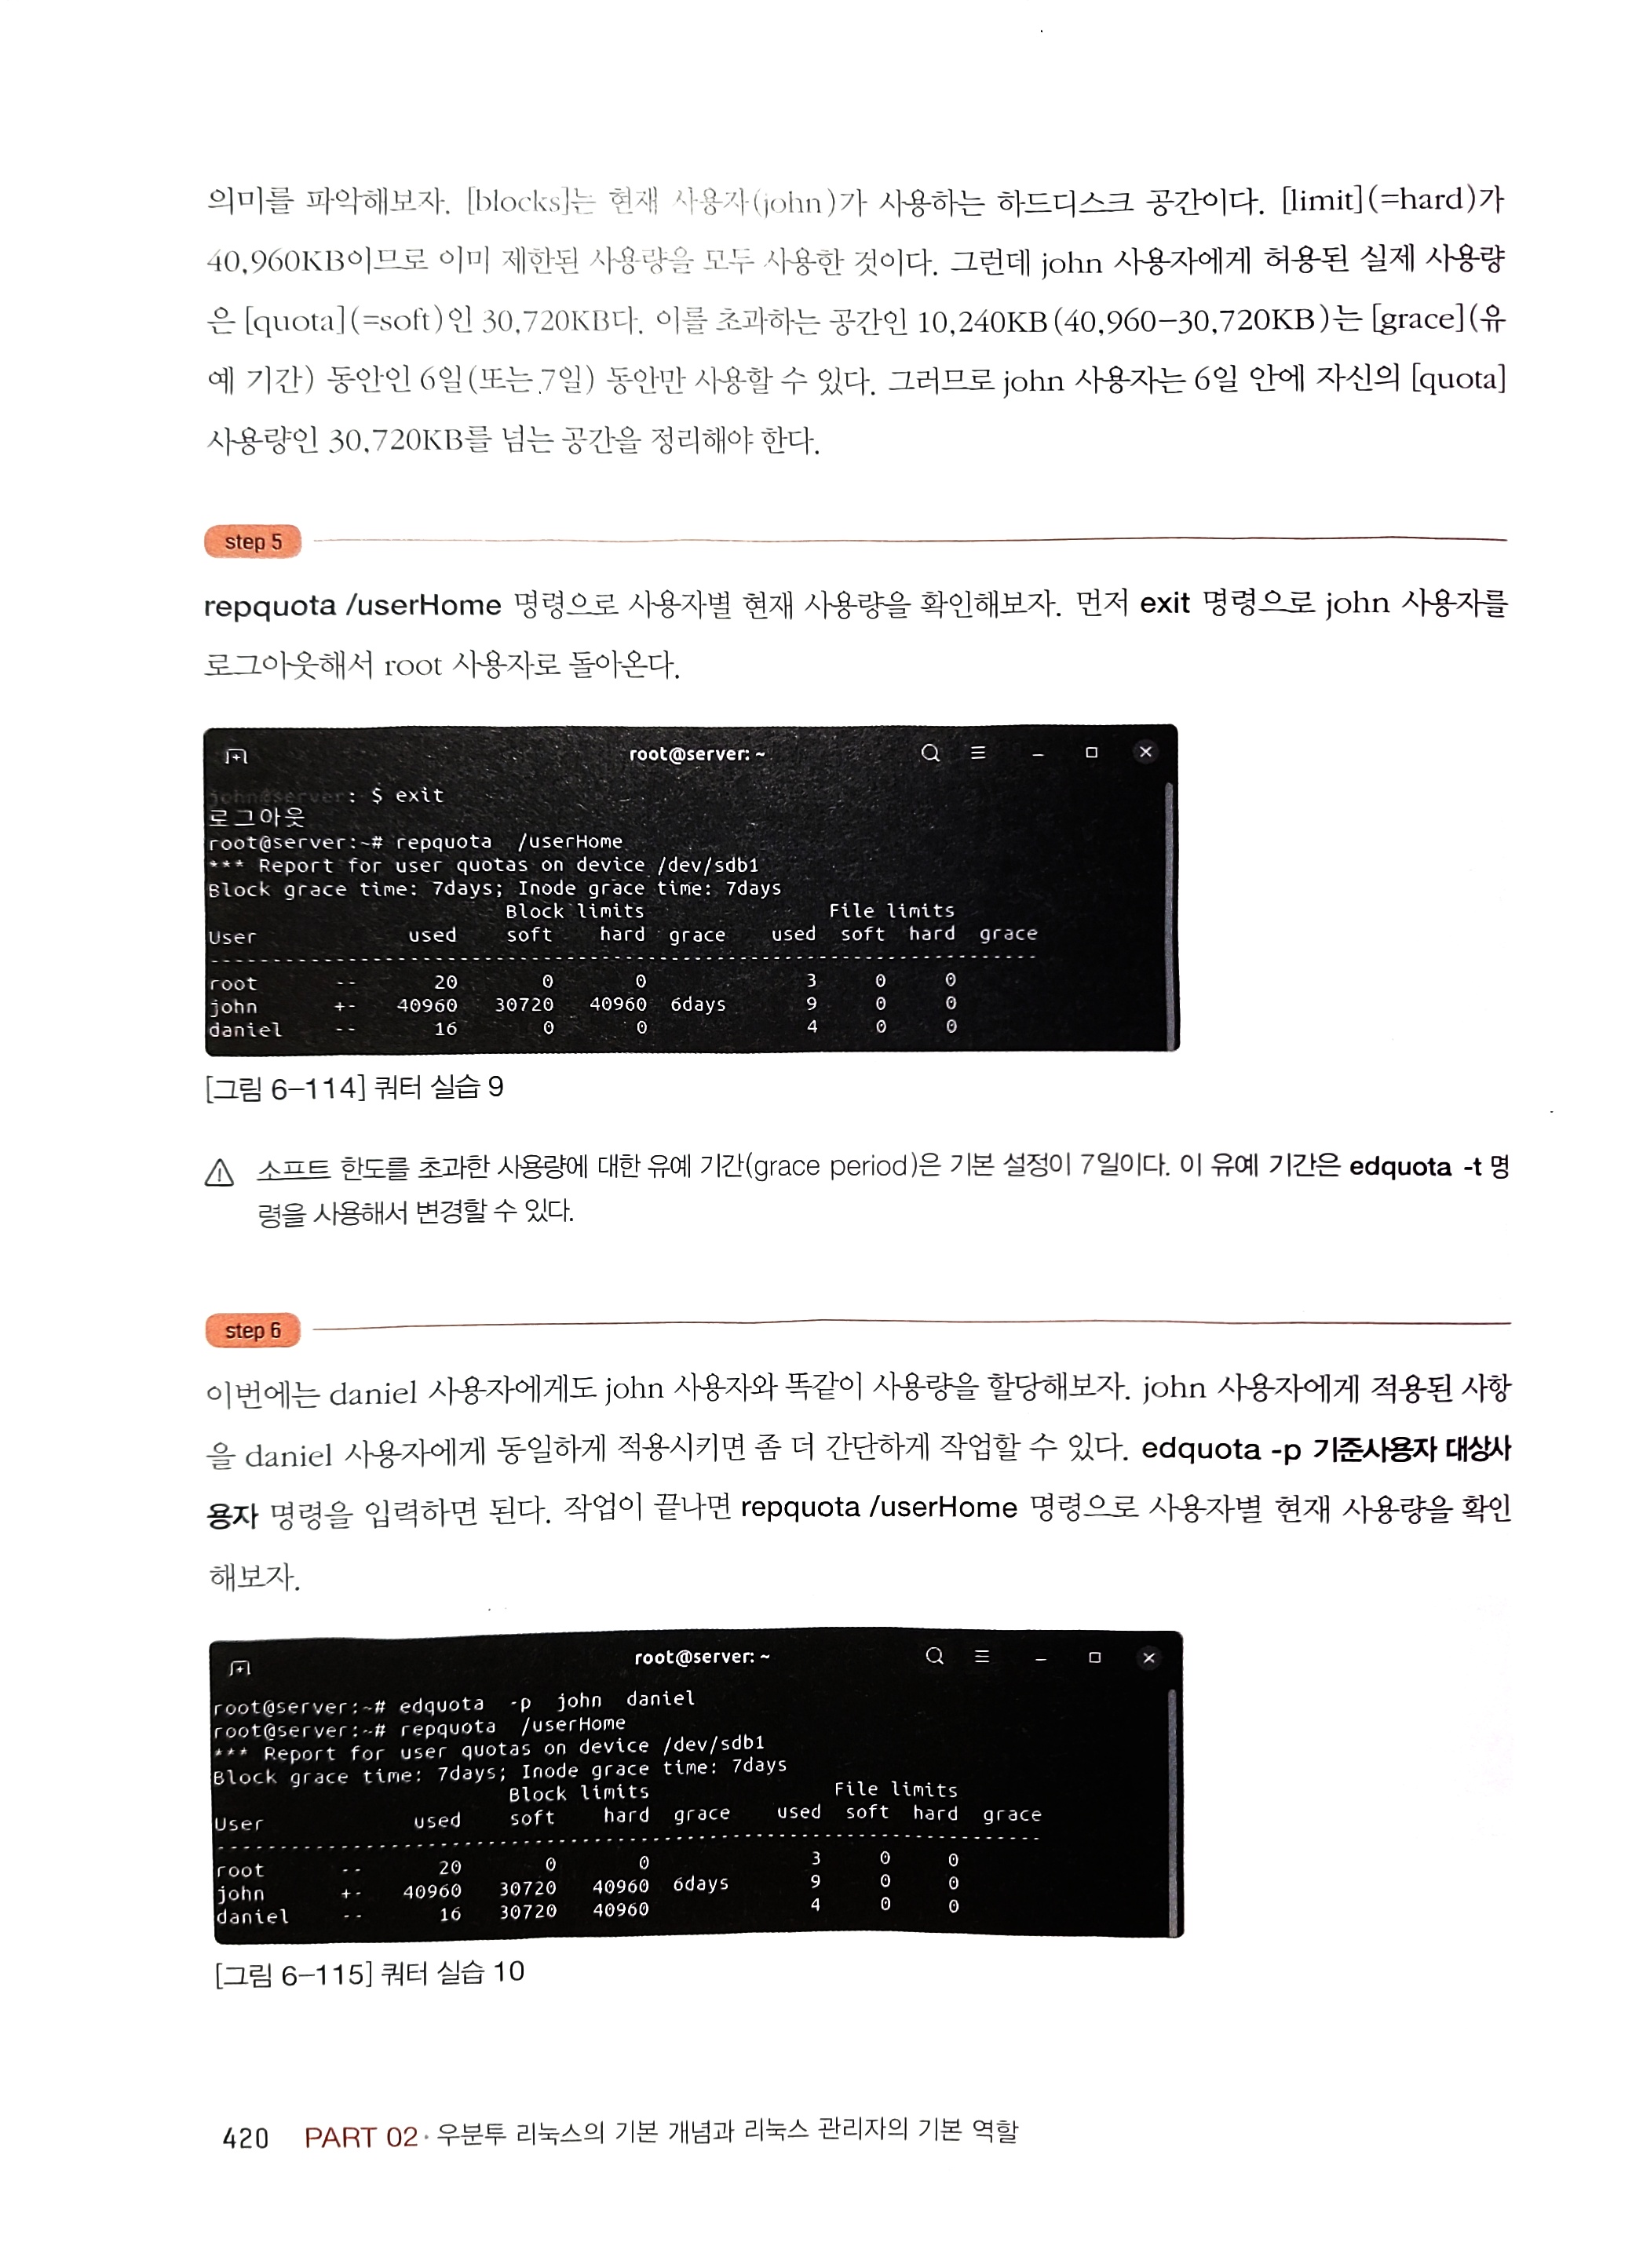 의미를 파악해보자. [blocks]는 현재 사용자(john)가 사용하는 하드디스크 공간이다. [limit](=hard)가
40,960KB이므로 이미 제한된 사용량을 모두 사용한 것이다. 그런데 john 사용자에게 허용된 실제 사용량
은 [quota](=soft)인 30,720KB다. 이를 초과하는 공간인 10,240KB(40,960−30,720KB)는 [grace](유
예 기간) 동안인 6일(또는 7일) 동안만 사용할 수 있다. 그러므로 john 사용자는 6일 안에 자신의 [quota]
사용량인 30,720KB를 넘는 공간을 정리해야 한다.
step 5
repquota /userHome 명령으로 사용자별 현재 사용량을 확인해보자. 먼저 exit 명령으로 john 사용자를
로그아웃해서 root 사용자로 돌아온다.
root@server: ~
john@server: $ exit
로그아웃
root@server:~# repquota  /userHome
*** Report for user quotas on device /dev/sdb1
Block grace time: 7days; Inode grace time: 7days
Block limits File limits
User used soft hard grace used soft hard grace
----------------------------------------------------------------------
root -- 20 0 0 3 0 0
john +- 40960 30720 40960 6days 9 0 0
daniel -- 16 0 0 4 0 0
[그림 6−114] 쿼터 실습 9
소프트 한도를 초과한 사용량에 대한 유예 기간(grace period)은 기본 설정이 7일이다. 이 유예 기간은 edquota -t 명
령을 사용해서 변경할 수 있다.
step 6
이번에는 daniel 사용자에게도 john 사용자와 똑같이 사용량을 할당해보자. john 사용자에게 적용된 사항
을 daniel 사용자에게 동일하게 적용시키면 좀 더 간단하게 작업할 수 있다. edquota -p 기준사용자 대상사
용자 명령을 입력하면 된다. 작업이 끝나면 repquota /userHome 명령으로 사용자별 현재 사용량을 확인
해보자.
root@server: ~
root@server:~# edquota  -p  john  daniel
root@server:~# repquota  /userHome
*** Report for user quotas on device /dev/sdb1
Block grace time: 7days; Inode grace time: 7days
Block limits File limits
User used soft hard grace used soft hard grace
----------------------------------------------------------------------
root -- 20 0 0 3 0 0
john +- 40960 30720 40960 6days 9 0 0
daniel -- 16 30720 40960 4 0 0
[그림 6−115] 쿼터 실습 10
420 PART 02 · 우분투 리눅스의 기본 개념과 리눅스 관리자의 기본 역할